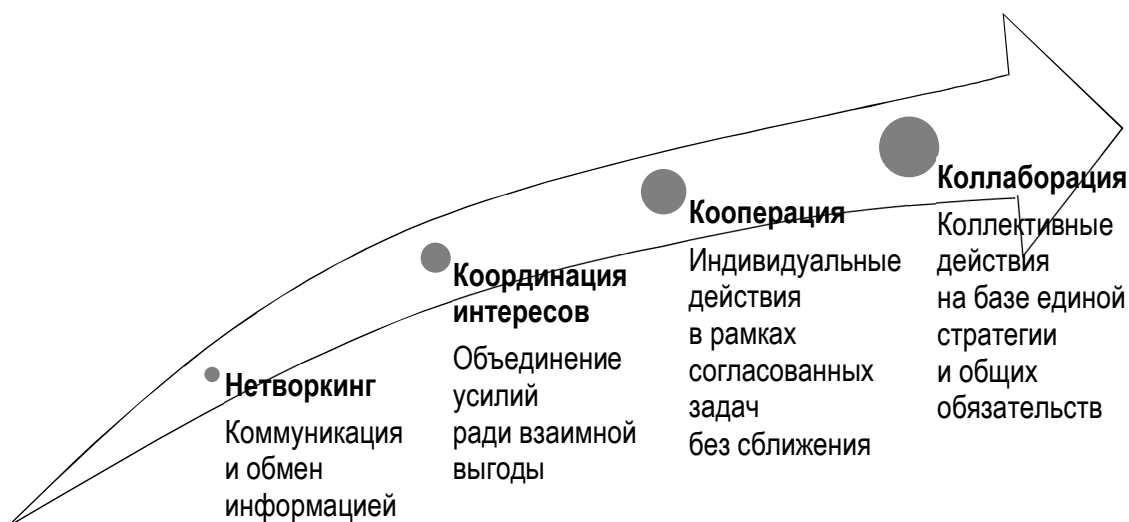 Нетворкинг
Коммуникация
и обмен
информацией
Координация
интересов
Объединение
усилий
ради взаимной
выгоды
Кооперация
Индивидуальные
действия
в рамках
согласованных
задач
без сближения
Коллаборация
Коллективные
действия
на базе единой
стратегии
и общих
обязательств